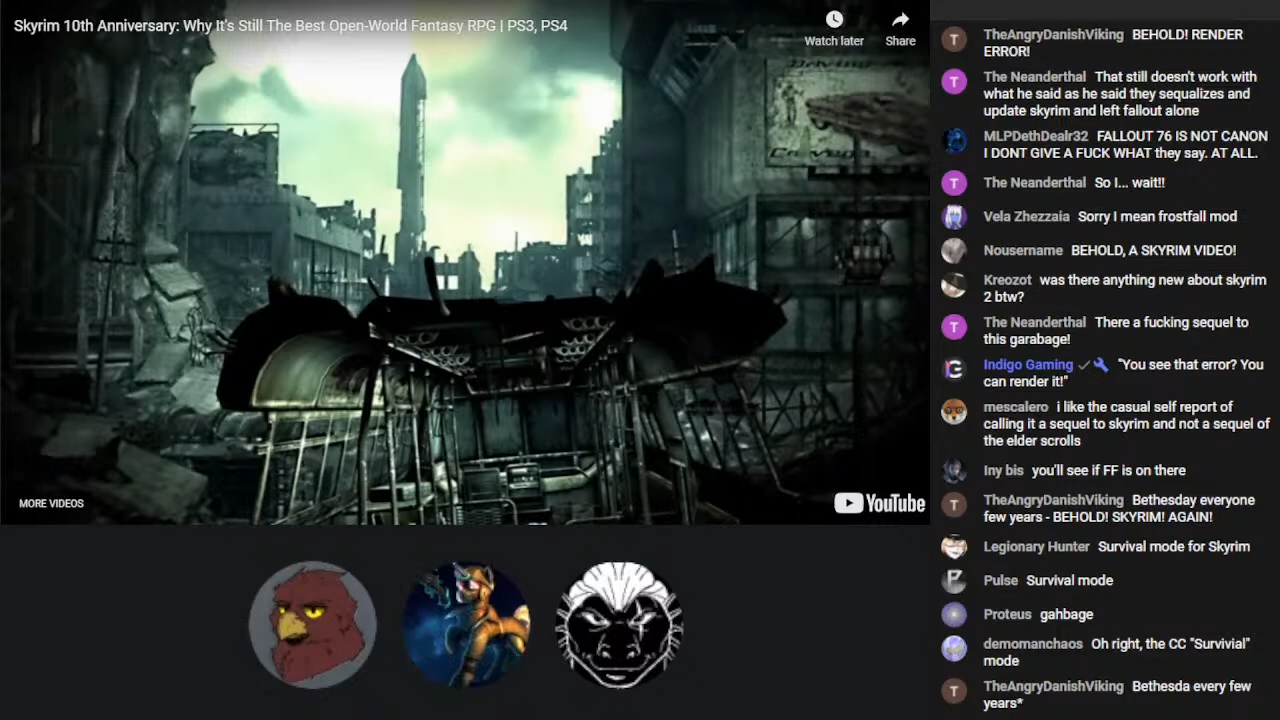 Skyrim 10th Anniversary: Why It's Still The Best Open-World Fantasy RPG | PS3, PS4
Watch later
Share
Driving
MORE VIDEOS
YouTube
T TheAngryDanishViking BEHOLD! RENDER
ERROR!
T The Neanderthal That still doesn't work with
what he said as he said they sequalizes and
update skyrim and left fallout alone
MLPDethDealr32 FALLOUT 76 IS NOT CANON
I DONT GIVE A FUCK WHAT they say. AT ALL.
T The Neanderthal So I... wait!!
Vela Zhezzaia Sorry I mean frostfall mod
Nousername BEHOLD, A SKYRIM VIDEO!
Kreozot was there anything new about skyrim
2 btw?
T The Neanderthal There a fucking sequel to
this garabage!
Indigo Gaming "You see that error? You
can render it!"
mescalero i like the casual self report of
calling it a sequel to skyrim and not a sequel of
the elder scrolls
Iny bis you'll see if FF is on there
T TheAngryDanishViking Bethesday everyone
few years - BEHOLD! SKYRIM! AGAIN!
Legionary Hunter Survival mode for Skyrim
Pulse Survival mode
Proteus gahbage
demomanchaos Oh right, the CC "Survivial"
mode
T TheAngryDanishViking Bethesda every few
years*